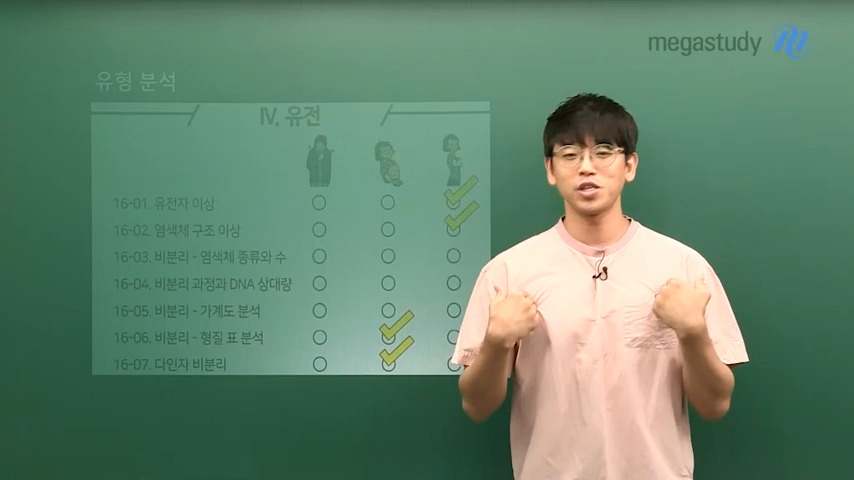 megastudy
유형 분석
Ⅳ. 유전
16-01. 유전자 이상
16-02. 염색체 구조 이상
16-03. 비분리 - 염색체 종류와 수
16-04. 비분리 과정과 DNA 상대량
16-05. 비분리 - 가계도 분석
16-06. 비분리 - 형질 표 분석
16-07. 다인자 비분리